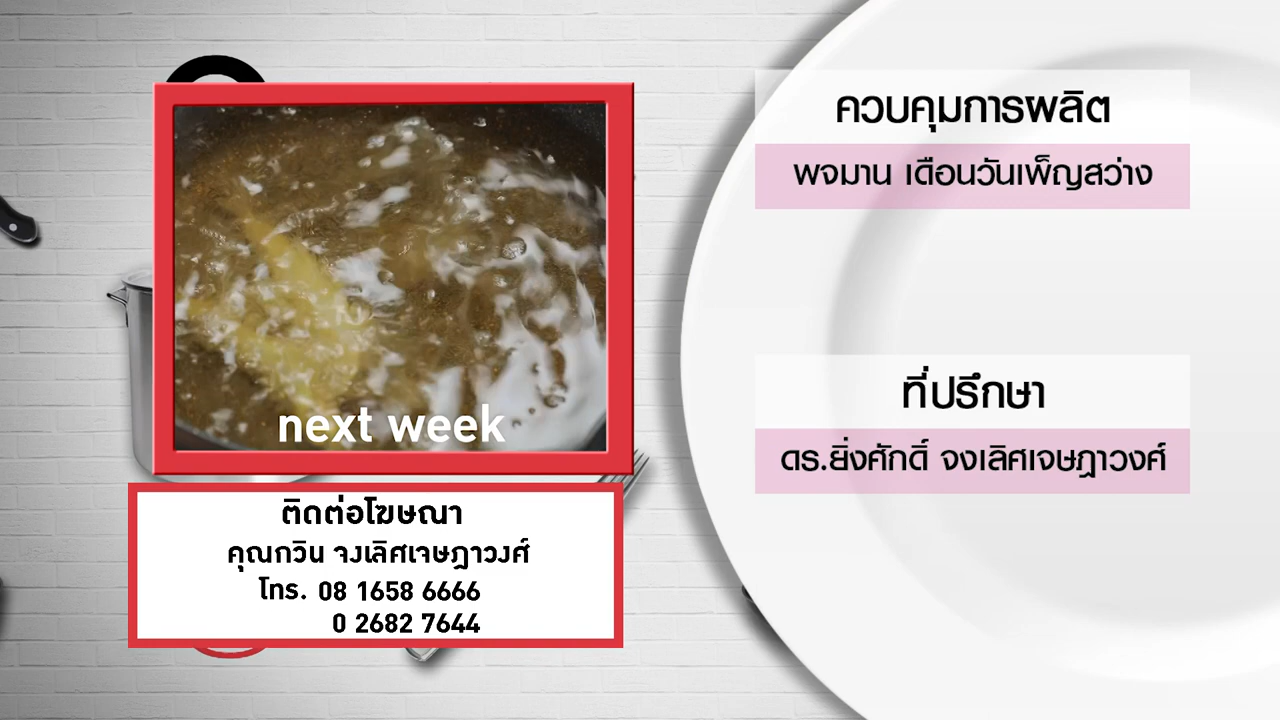 next week
ติดต่อโฆษณา
คุณกวิน จงเลิศเจษฎาวงศ์
โทร. 08 1658 6666
0 2682 7644
ควบคุมการผลิต
พจมาน เดือนวันเพ็ญสว่าง
ที่ปรึกษา
ดร.ยิ่งศักดิ์ จงเลิศเจษฎาวงศ์